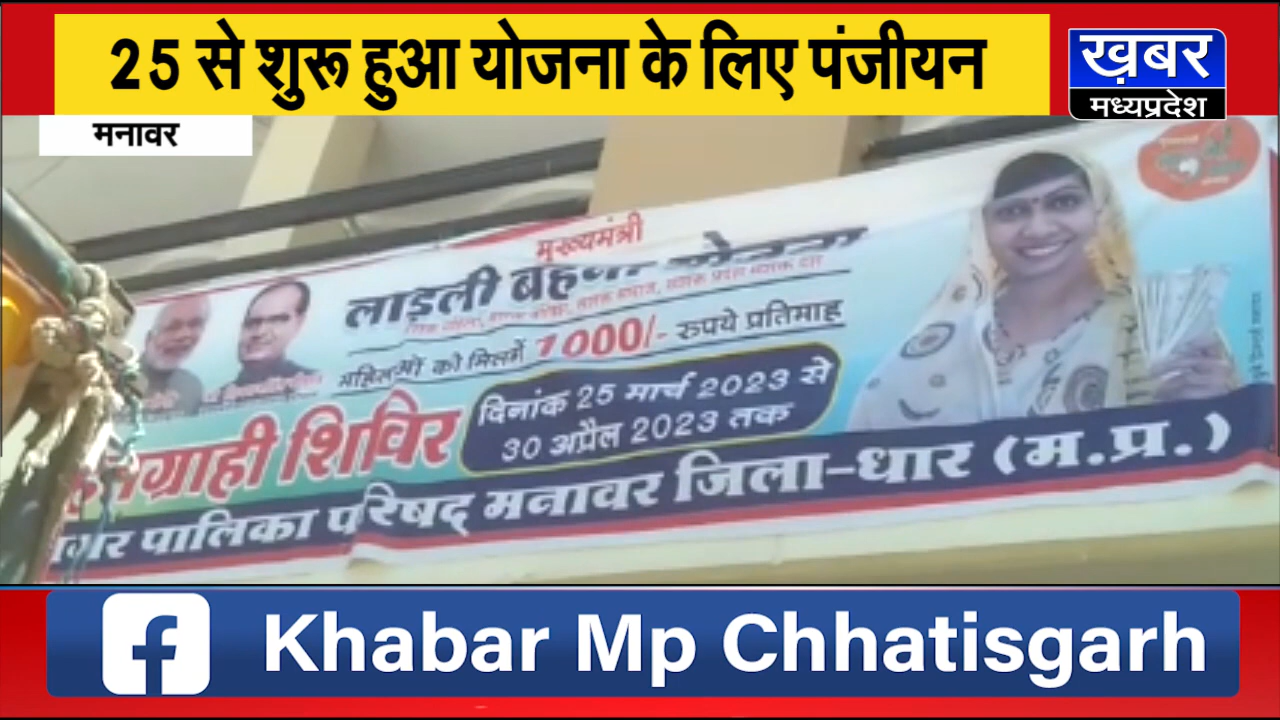 25 से शुरू हुआ योजना के लिए पंजीयन
ख़बर
मध्यप्रदेश
मनावर
मुख्यमंत्री
लाड़ली बहना योजना
महिलाओं को मिलेगें 1000/- रुपये प्रतिमाह
दिनांक 25 मार्च 2023 से
30 अप्रैल 2023 तक
शिविर
पालिका परिषद् मनावर जिला-धार (म.प्र.)
Khabar Mp Chhatisgarh